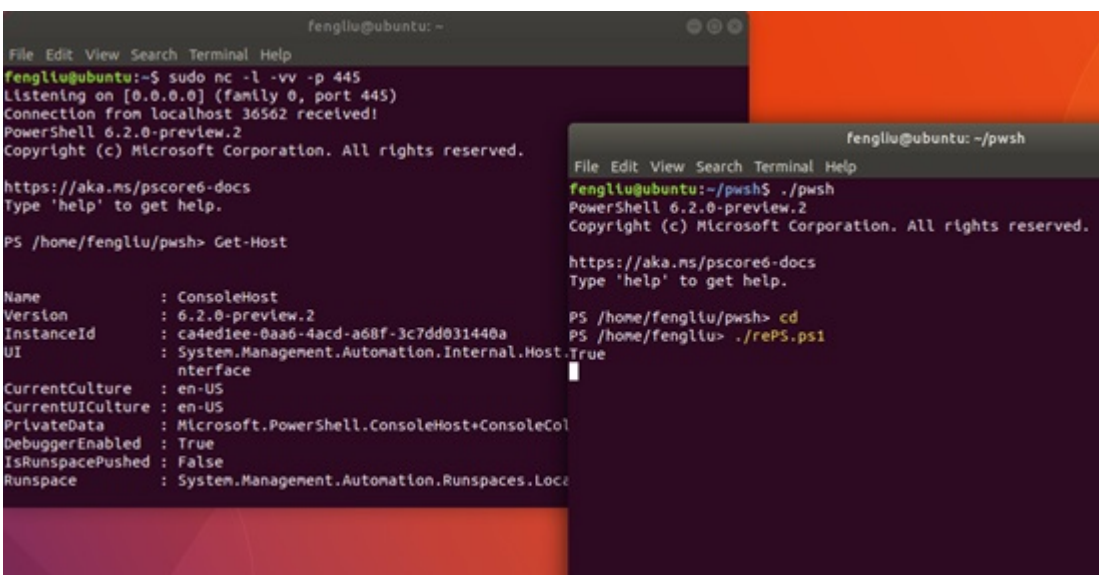 fengliu@ubuntu: ~
File Edit View Search Terminal Help
fengliu@ubuntu:~$ sudo nc -l -vv -p 445
Listening on [0.0.0.0] (family 0, port 445)
Connection from localhost 36562 received!
PowerShell 6.2.0-preview.2
Copyright (c) Microsoft Corporation. All rights reserved.
https://aka.ms/pscore6-docs
Type 'help' to get help.
PS /home/fengliu/pwsh> Get-Host
Name : ConsoleHost
Version : 6.2.0-preview.2
InstanceId : ca4ed1ee-0aa6-4acd-a68f-3c7dd031440a
UI : System.Management.Automation.Internal.Host.
nterface
CurrentCulture : en-US
CurrentUICulture : en-US
PrivateData : Microsoft.PowerShell.ConsoleHost+ConsoleCol
DebuggerEnabled : True
IsRunspacePushed : False
Runspace : System.Management.Automation.Runspaces.Loca
fengliu@ubuntu: ~/pwsh
File Edit View Search Terminal Help
fengliu@ubuntu:~/pwsh$ ./pwsh
PowerShell 6.2.0-preview.2
Copyright (c) Microsoft Corporation. All rights reserved.
https://aka.ms/pscore6-docs
Type 'help' to get help.
PS /home/fengliu/pwsh> cd
PS /home/fengliu> ./rePS.ps1
True